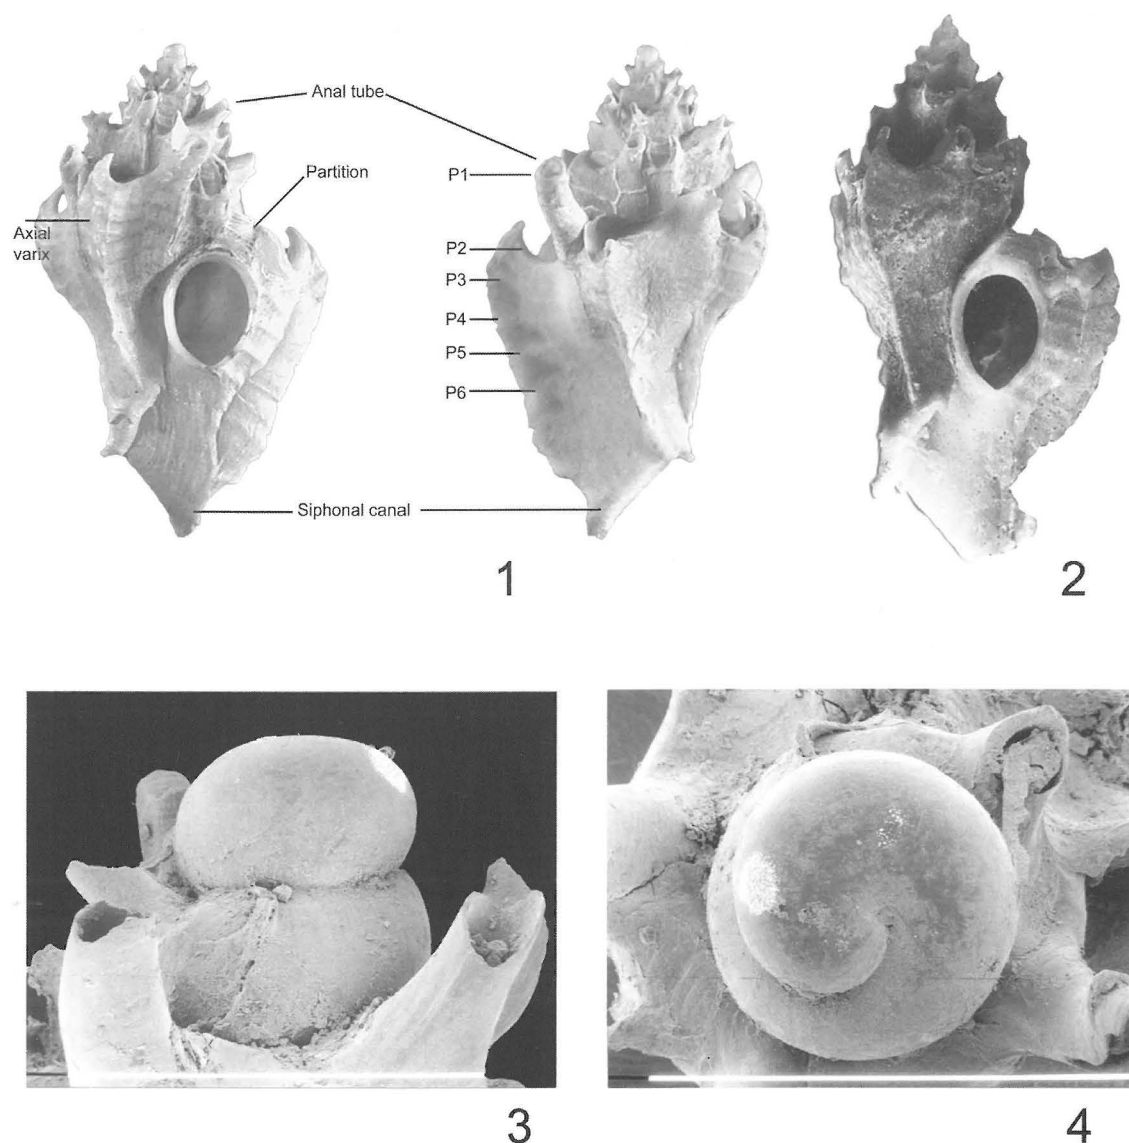 Anal tube
Partition
Axial
varix
P1
P2
P3
P4
P5
P6
Siphonal canal
1
2
3
4